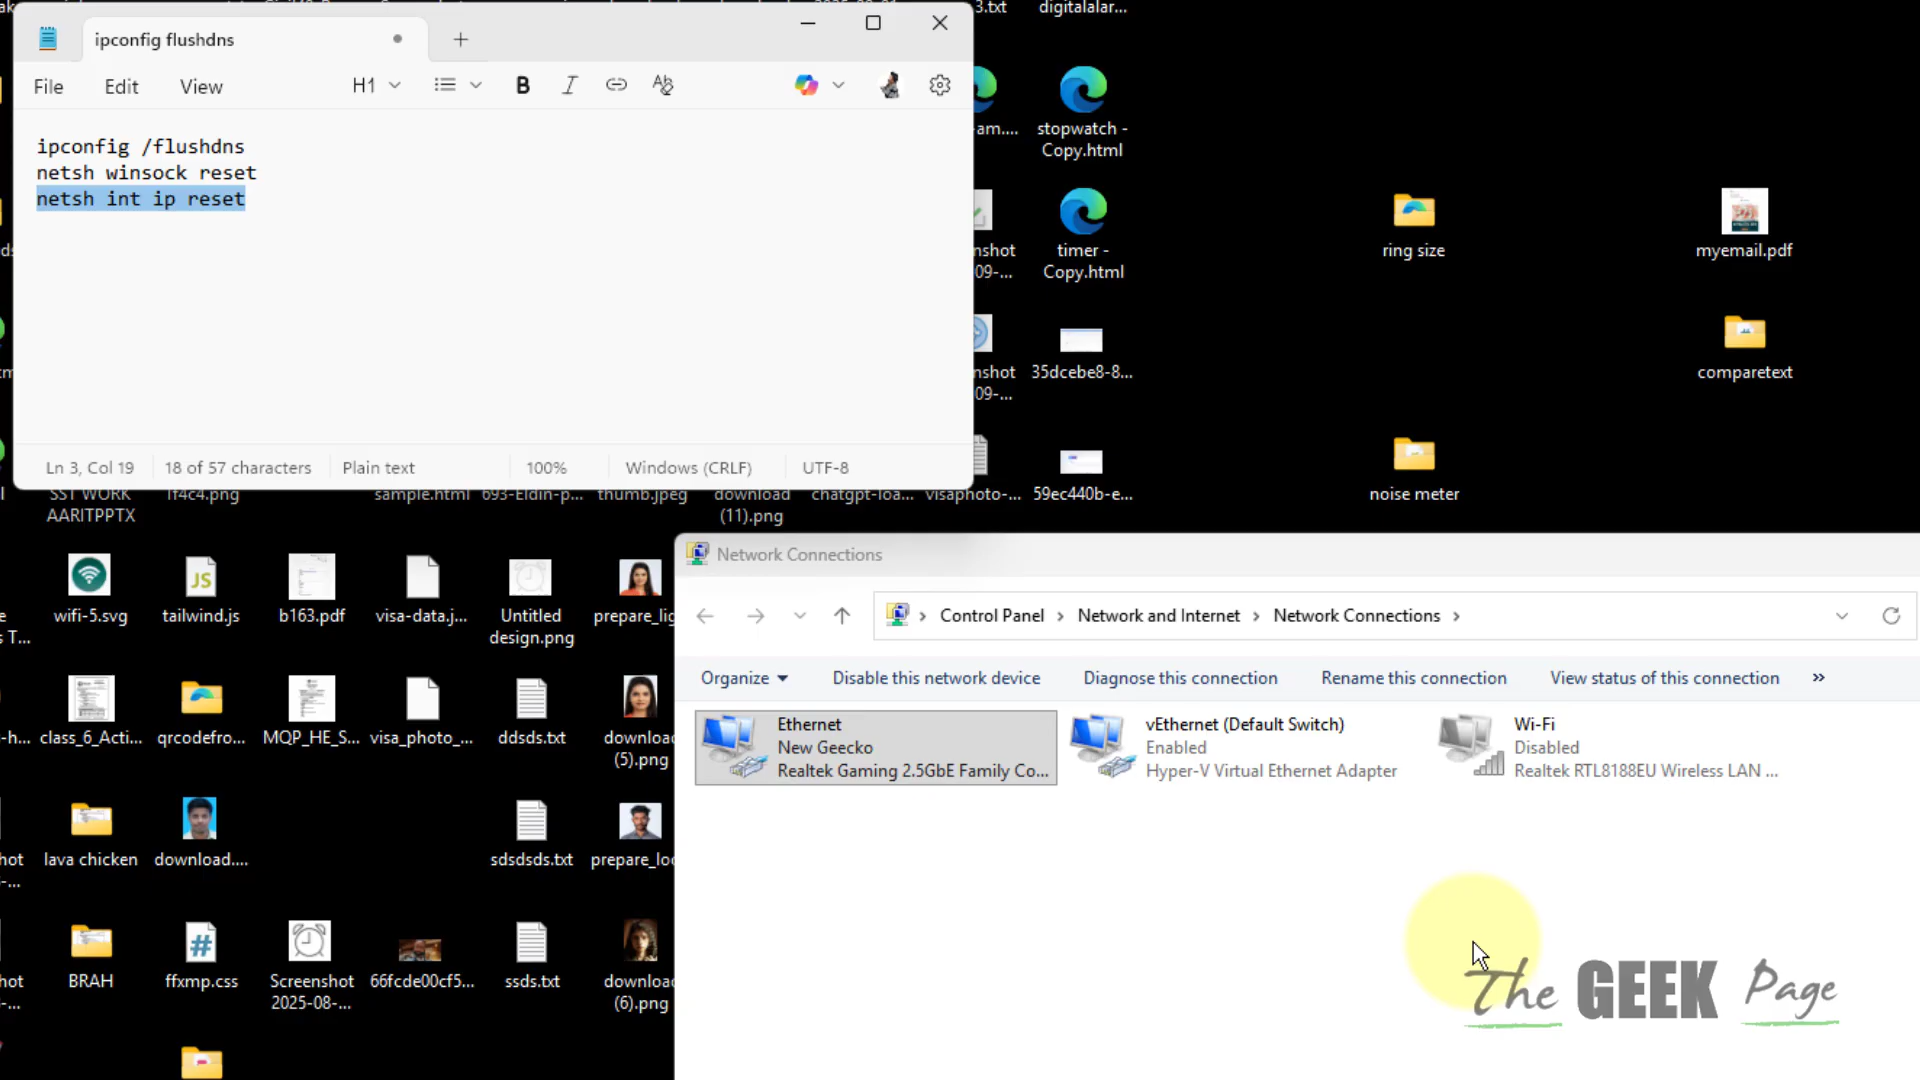 3.txt
digitalalar...
ipconfig flushdns
File
Edit
View
H1
ipconfig /flushdns
netsh winsock reset
netsh int ip reset
Ln 3, Col 19
18 of 57 characters
Plain text
100%
Windows (CRLF)
UTF-8
-am....
stopwatch -
Copy.html
timer -
Copy.html
ring size
myemail.pdf
35dcebe8-8...
comparetext
59ec440b-e...
noise meter
SST WORK
AARITPPTX
1f4c4.png
sample.html
693-Eldin-p...
thumb.jpeg
download
(11).png
chatgpt-loa...
visaphoto-...
wifi-5.svg
tailwind.js
JS
b163.pdf
visa-data.j...
Untitled
design.png
prepare_lig
class_6_Acti...
qrcodefro...
MQP_HE_S...
visa_photo_...
ddsds.txt
download
(5).png
lava chicken
download....
sdsdsds.txt
prepare_loc
BRAH
#
ffxmp.css
Screenshot
2025-08-...
66fcde00cf5...
ssds.txt
download
(6).png
Network Connections
Control Panel > Network and Internet > Network Connections >
Organize
Disable this network device
Diagnose this connection
Rename this connection
View status of this connection
»
Ethernet
New Geecko
Realtek Gaming 2.5GbE Family Co...
vEthernet (Default Switch)
Enabled
Hyper-V Virtual Ethernet Adapter
Wi-Fi
Disabled
Realtek RTL8188EU Wireless LAN ...
The GEEK Page